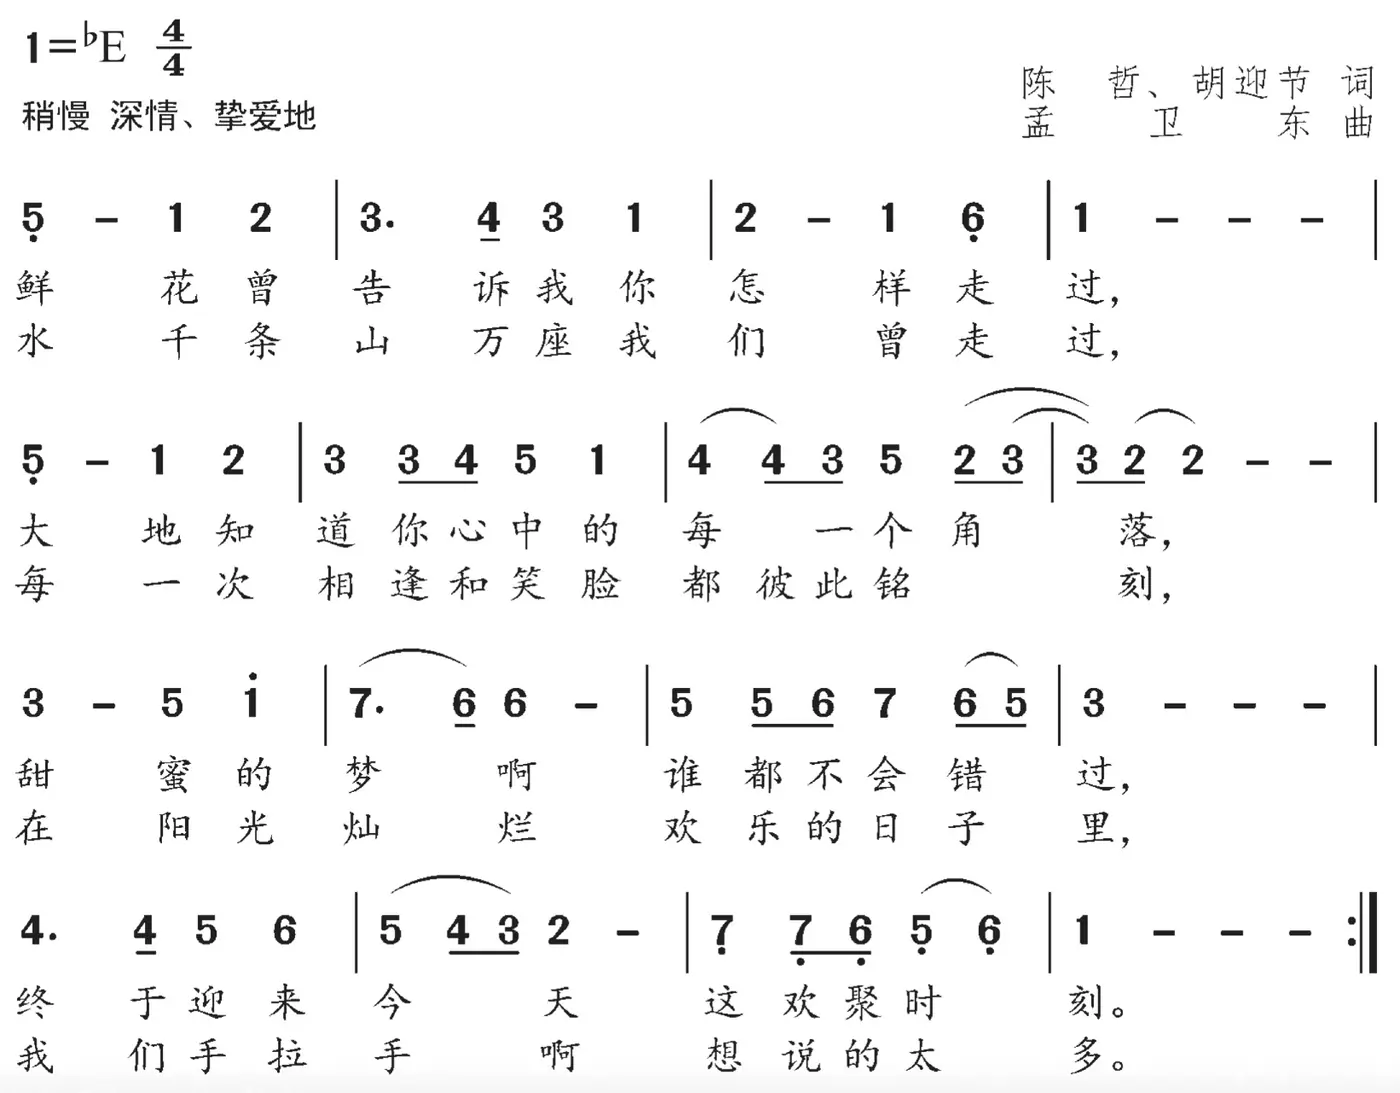 1=♭E 4/4
陈 哲、胡迎节 词
稍慢 深情、挚爱地
孟 卫 东 曲
5̣ - 1 2 | 3. 4 3 1 | 2 - 1 6̣ | 1 - - - |
鲜 花曾 告 诉我你 怎 样走 过，
水 千条 山 万座我 们 曾走 过，
5̣ - 1 2 | 3 3 4 5 1 | 4 4 3 5 2 3 | 3 2 2 - - |
大 地知 道你心中的 每 一个角 落，
每 一次 相逢和笑脸 都彼此铭 刻，
3 - 5 1̇ | 7. 6 6 - | 5 5 6 7 6 5 | 3 - - - |
甜 蜜的 梦 啊 谁都不会错 过，
在 阳光 灿 烂 欢乐的日子 里，
4. 4 5 6 | 5 4 3 2 - | 7̣ 7̣ 6̣ 5̣ 6̣ | 1 - - - :|
终 于迎来 今 天 这欢聚时 刻。
我 们手拉 手 啊 想说的太 多。